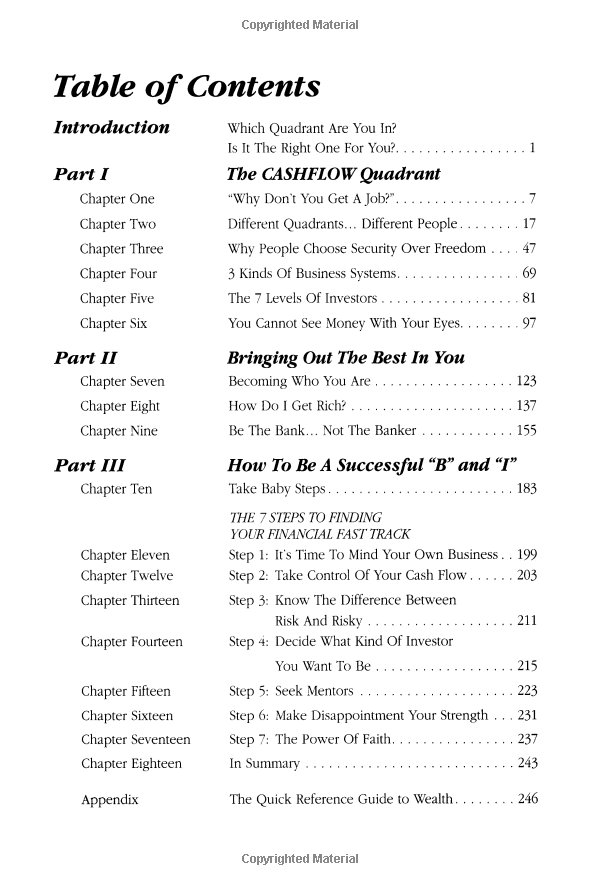 Copyrighted Material
Table of Contents
Introduction Which Quadrant Are You In?
Is It The Right One For You?. . . . . . . . . . . . . . . . . 1
Part I The CASHFLOW Quadrant
Chapter One “Why Don’t You Get A Job?”. . . . . . . . . . . . . . . . . 7
Chapter Two Different Quadrants… Different People . . . . . . . . 17
Chapter Three Why People Choose Security Over Freedom . . . . 47
Chapter Four 3 Kinds Of Business Systems. . . . . . . . . . . . . . . . 69
Chapter Five The 7 Levels Of Investors . . . . . . . . . . . . . . . . . . 81
Chapter Six You Cannot See Money With Your Eyes. . . . . . . . 97
Part II Bringing Out The Best In You
Chapter Seven Becoming Who You Are . . . . . . . . . . . . . . . . . . 123
Chapter Eight How Do I Get Rich? . . . . . . . . . . . . . . . . . . . . . 137
Chapter Nine Be The Bank… Not The Banker . . . . . . . . . . . . 155
Part III How To Be A Successful “B” and “I”
Chapter Ten Take Baby Steps . . . . . . . . . . . . . . . . . . . . . . . . 183
THE 7 STEPS TO FINDING
YOUR FINANCIAL FAST TRACK
Chapter Eleven Step 1: It’s Time To Mind Your Own Business . . 199
Chapter Twelve Step 2: Take Control Of Your Cash Flow . . . . . . 203
Chapter Thirteen Step 3: Know The Difference Between
Risk And Risky . . . . . . . . . . . . . . . . . . . 211
Chapter Fourteen Step 4: Decide What Kind Of Investor
You Want To Be . . . . . . . . . . . . . . . . . . 215
Chapter Fifteen Step 5: Seek Mentors . . . . . . . . . . . . . . . . . . . . 223
Chapter Sixteen Step 6: Make Disappointment Your Strength . . . 231
Chapter Seventeen Step 7: The Power Of Faith. . . . . . . . . . . . . . . . 237
Chapter Eighteen In Summary . . . . . . . . . . . . . . . . . . . . . . . . . . . 243
Appendix The Quick Reference Guide to Wealth . . . . . . . . 246
Copyrighted Material